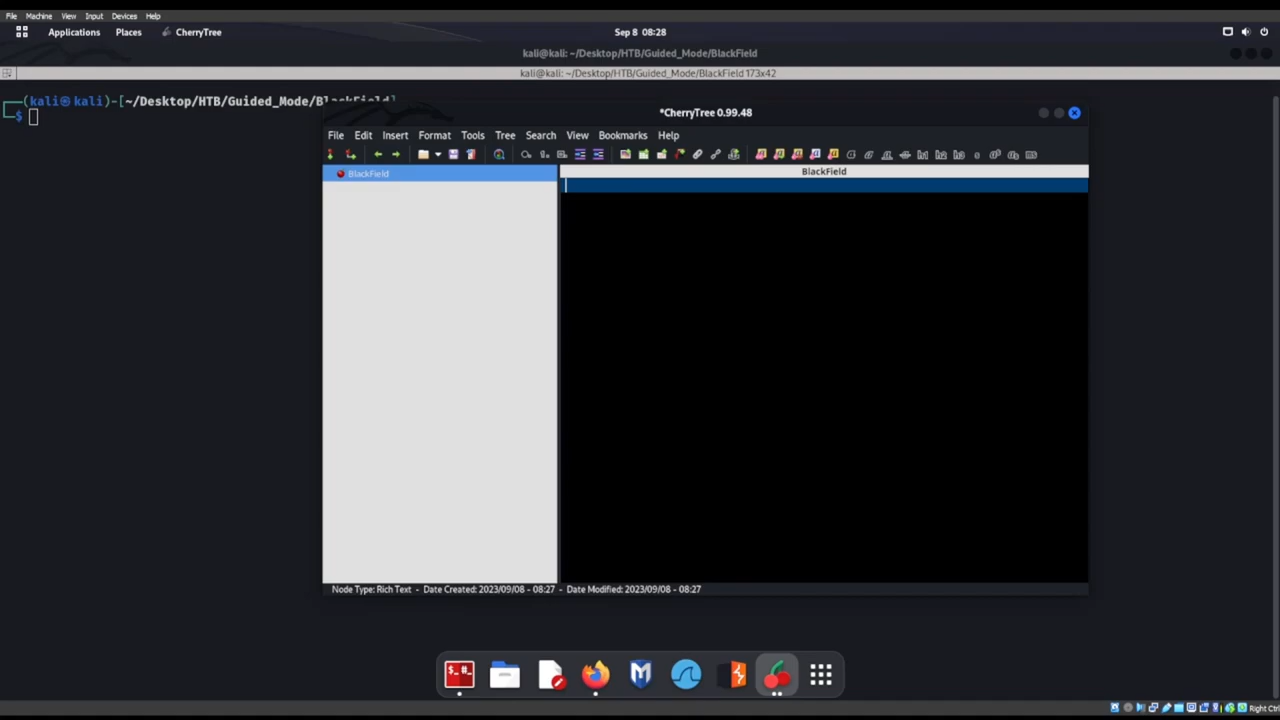 File Machine View Input Devices Help
Applications Places CherryTree Sep 8 08:28
kali@kali: ~/Desktop/HTB/Guided_Mode/BlackField
kali@kali: ~/Desktop/HTB/Guided_Mode/BlackField 173x42
(kali㉿kali)-[~/Desktop/HTB/Guided_Mode/BlackField]
$
*CherryTree 0.99.48
File Edit Insert Format Tools Tree Search View Bookmarks Help
BlackField
BlackField
Node Type: Rich Text - Date Created: 2023/09/08 - 08:27 - Date Modified: 2023/09/08 - 08:27
Right Ctrl